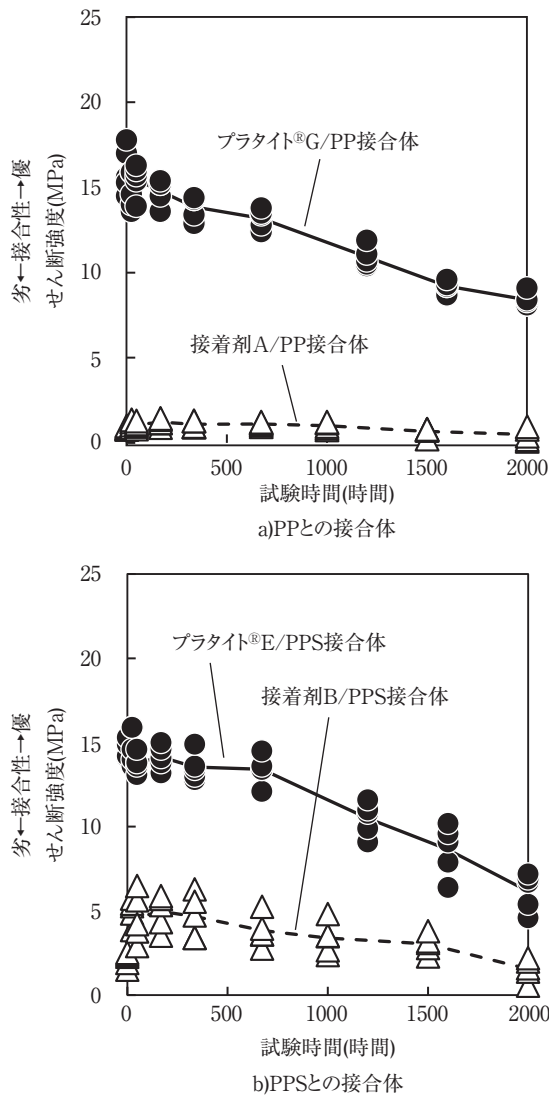 25
20
15
10
5
0
劣←接合性→優
せん断強度(MPa)
プラタイト®G/PP接合体
接着剤A/PP接合体
0 500 1000 1500 2000
試験時間(時間)
a)PPとの接合体
25
20
15
10
5
0
劣←接合性→優
せん断強度(MPa)
プラタイト®E/PPS接合体
接着剤B/PPS接合体
0 500 1000 1500 2000
試験時間(時間)
b)PPSとの接合体